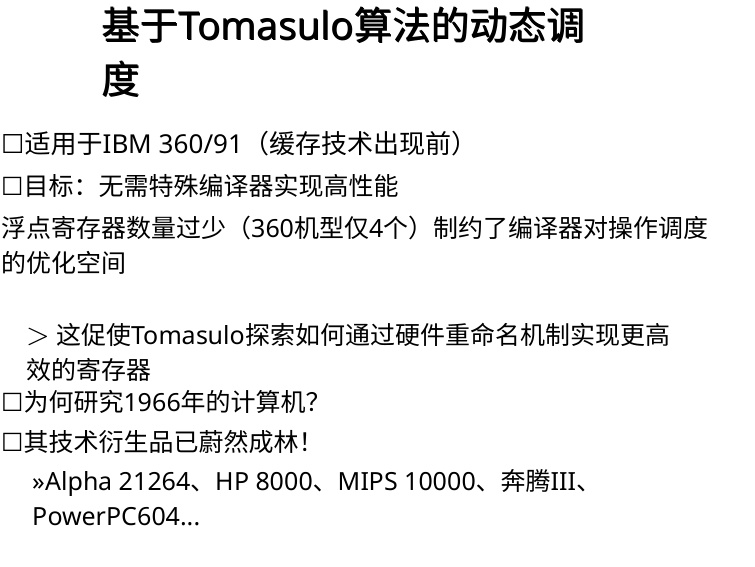 基于Tomasulo算法的动态调
度
□适用于IBM 360/91（缓存技术出现前）
□目标：无需特殊编译器实现高性能
浮点寄存器数量过少（360机型仅4个）制约了编译器对操作调度
的优化空间
＞ 这促使Tomasulo探索如何通过硬件重命名机制实现更高
效的寄存器
□为何研究1966年的计算机？
□其技术衍生品已蔚然成林！
»Alpha 21264、HP 8000、MIPS 10000、奔腾III、
PowerPC604...